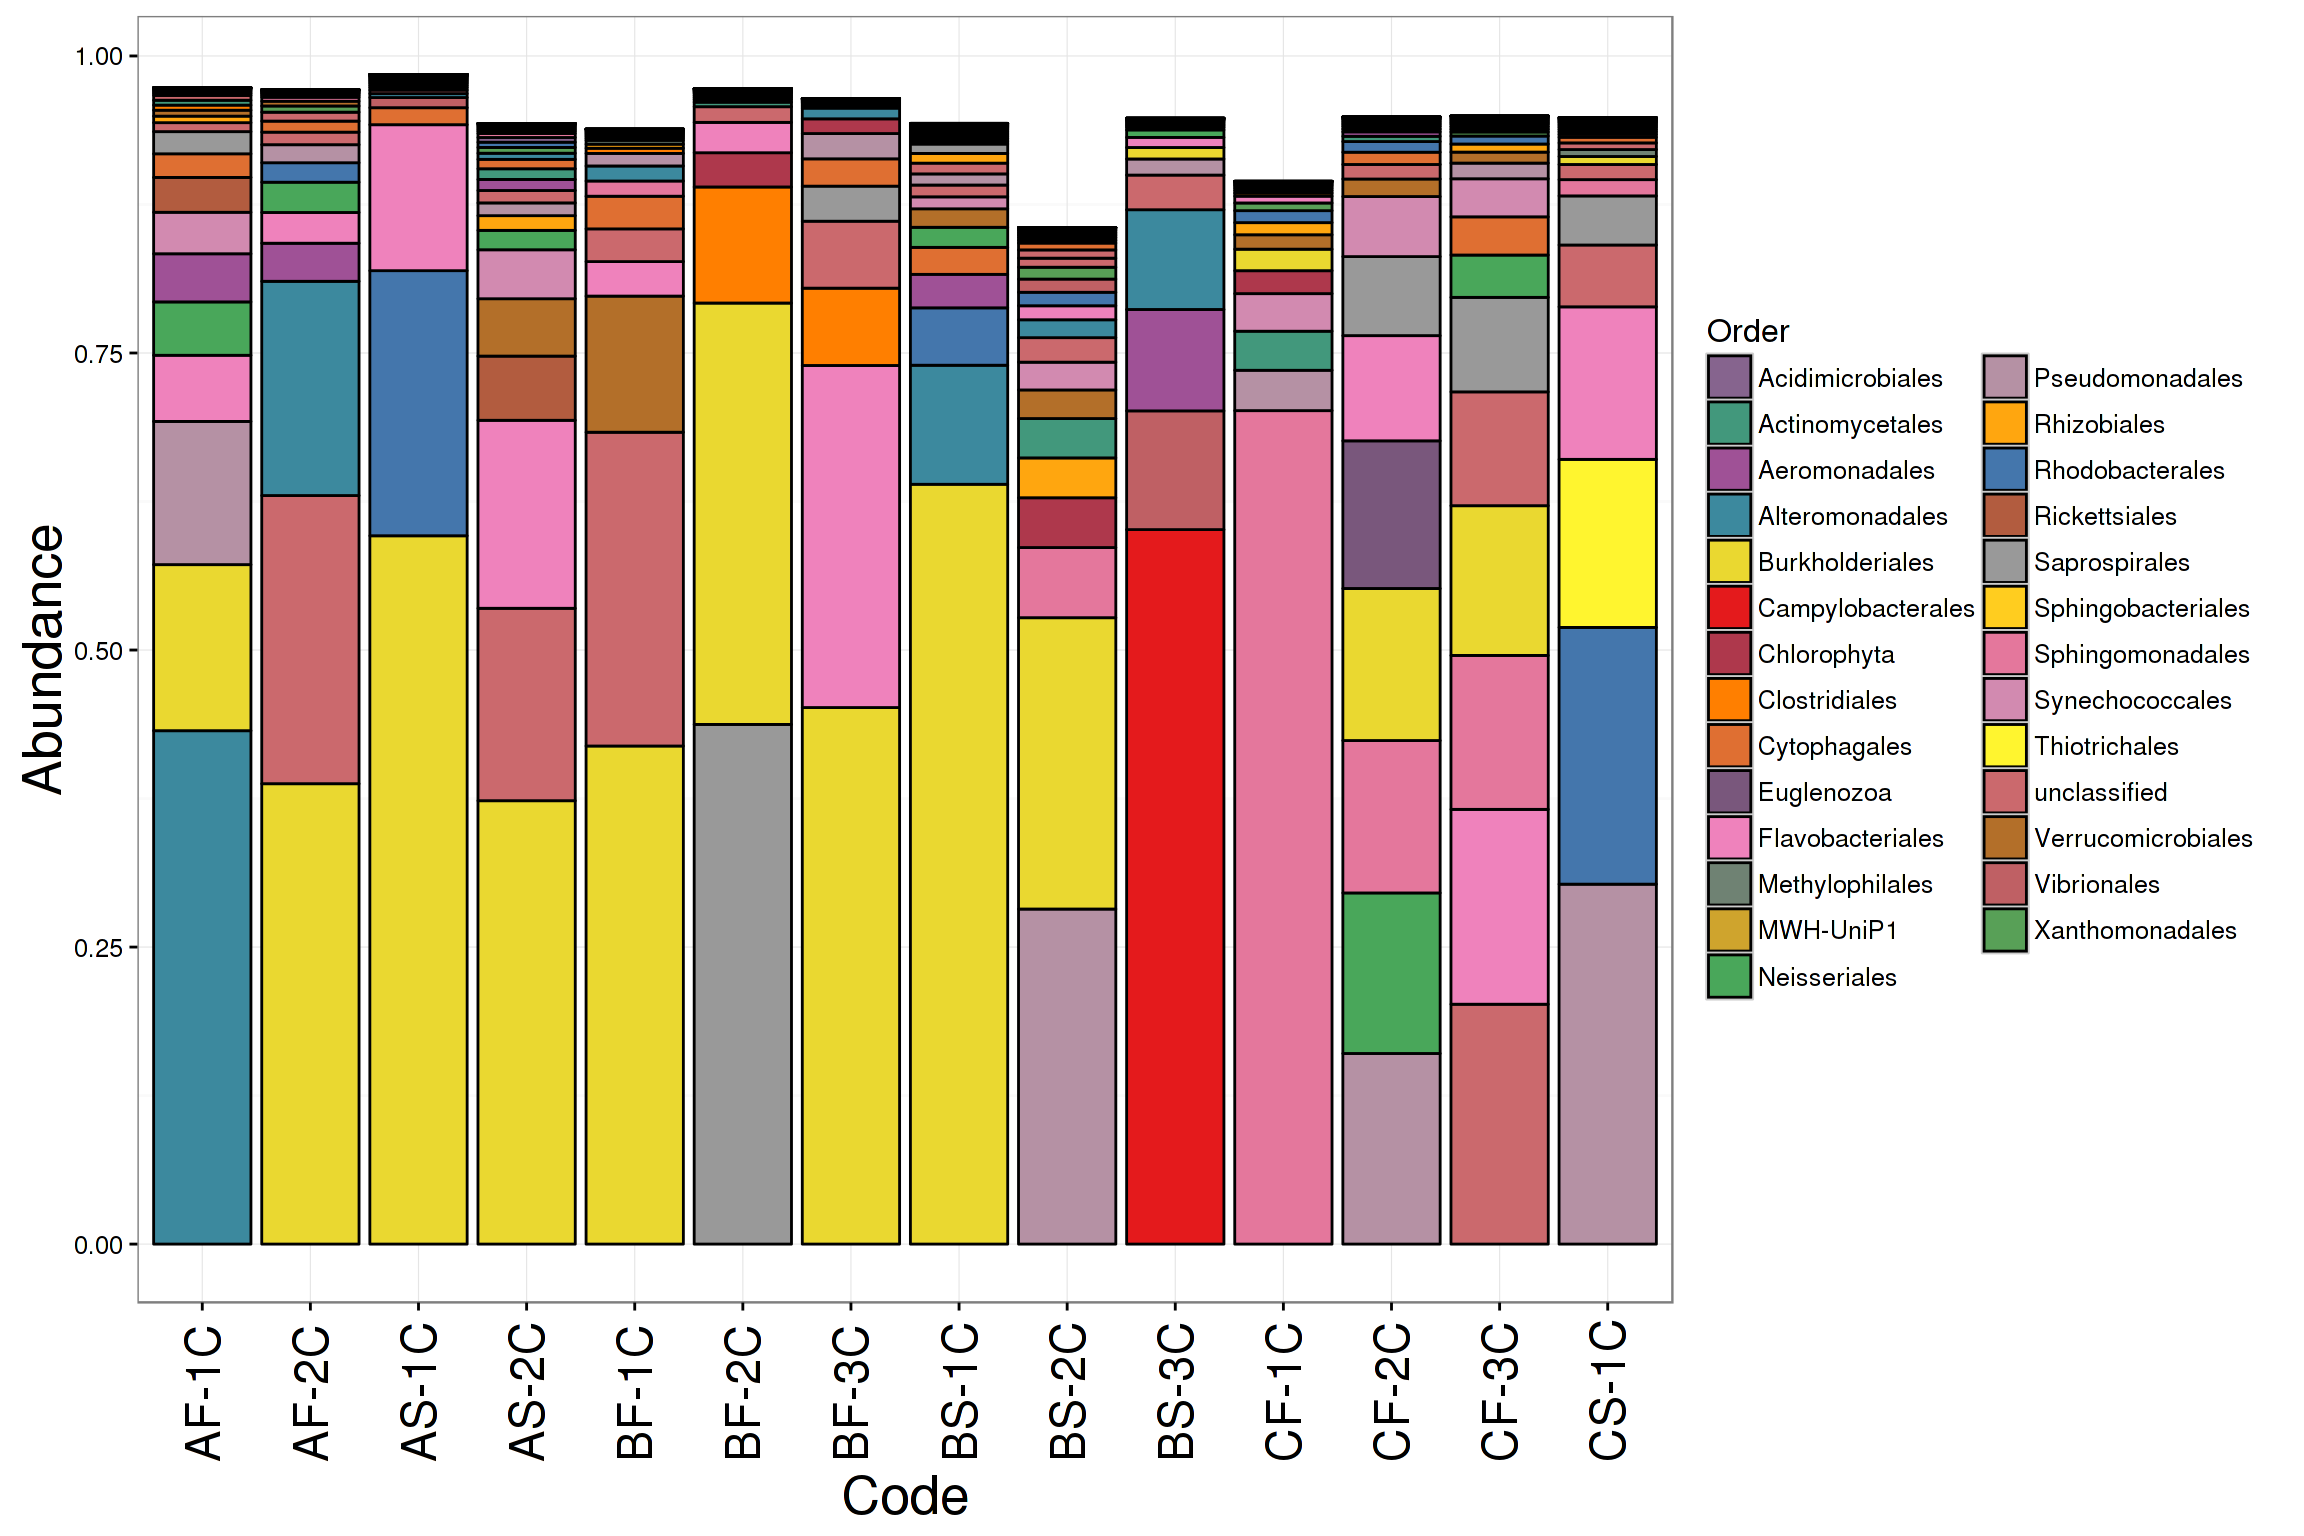 Abundance
1.00
0.75
0.50
0.25
0.00
AF-1C
AF-2C
AS-1C
AS-2C
BF-1C
BF-2C
BF-3C
BS-1C
BS-2C
BS-3C
CF-1C
CF-2C
CF-3C
CS-1C
Code
Order
Acidimicrobiales
Actinomycetales
Aeromonadales
Alteromonadales
Burkholderiales
Campylobacterales
Chlorophyta
Clostridiales
Cytophagales
Euglenozoa
Flavobacteriales
Methylophilales
MWH-UniP1
Neisseriales
Pseudomonadales
Rhizobiales
Rhodobacterales
Rickettsiales
Saprospirales
Sphingobacteriales
Sphingomonadales
Synechococcales
Thiotrichales
unclassified
Verrucomicrobiales
Vibrionales
Xanthomonadales